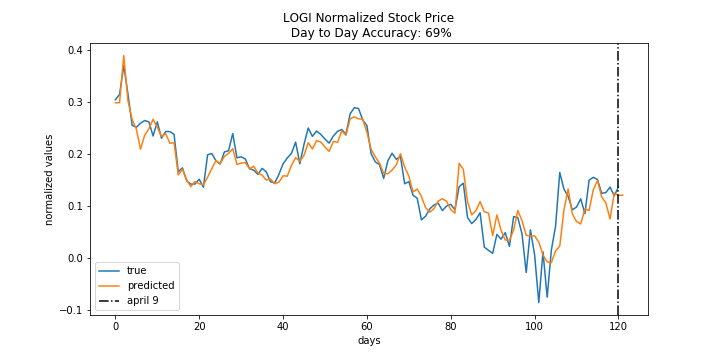 LOGI Normalized Stock Price
Day to Day Accuracy: 69%
0.4
0.3
0.2
0.1
0.0
−0.1
normalized values
true
predicted
april 9
0 20 40 60 80 100 120
days